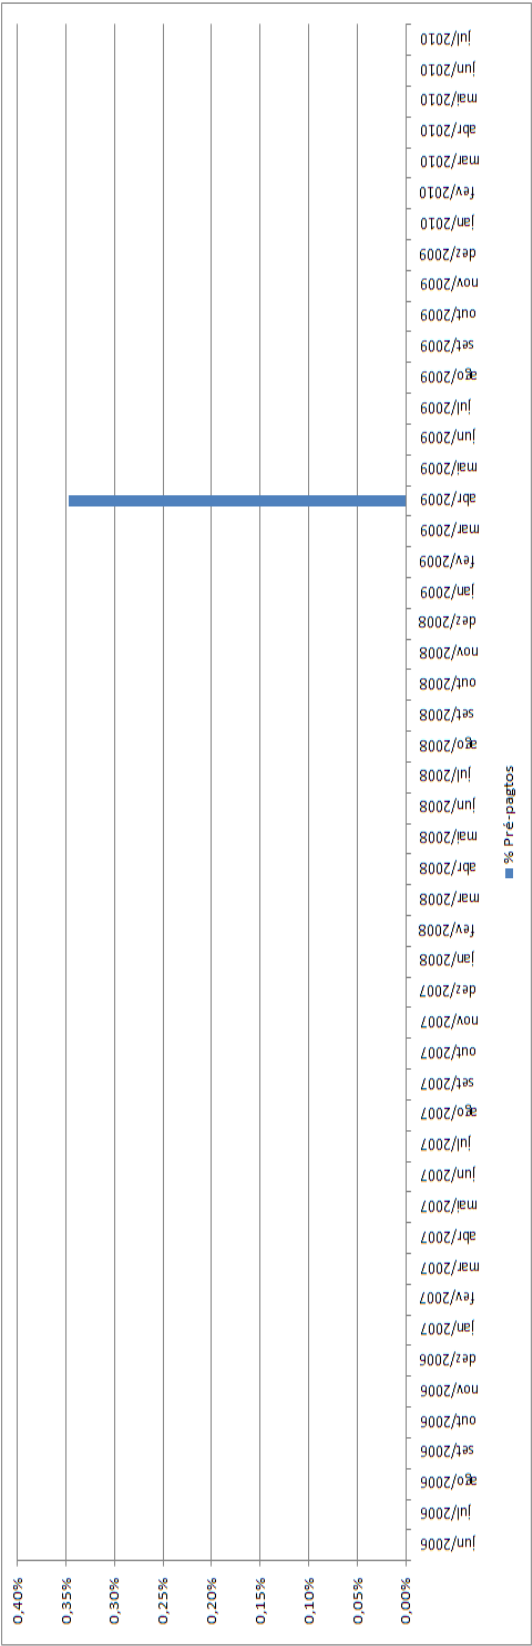 0,40%
0,35%
0,30%
0,25%
0,20%
0,15%
0,10%
0,05%
0,00%
jun/2006
jul/2006
ago/2006
set/2006
out/2006
nov/2006
dez/2006
jan/2007
fev/2007
mar/2007
abr/2007
mai/2007
jun/2007
jul/2007
ago/2007
set/2007
out/2007
nov/2007
dez/2007
jan/2008
fev/2008
mar/2008
abr/2008
mai/2008
jun/2008
jul/2008
ago/2008
set/2008
out/2008
nov/2008
dez/2008
jan/2009
fev/2009
mar/2009
abr/2009
mai/2009
jun/2009
jul/2009
ago/2009
set/2009
out/2009
nov/2009
dez/2009
jan/2010
fev/2010
mar/2010
abr/2010
mai/2010
jun/2010
jul/2010
% Pré-pagtos